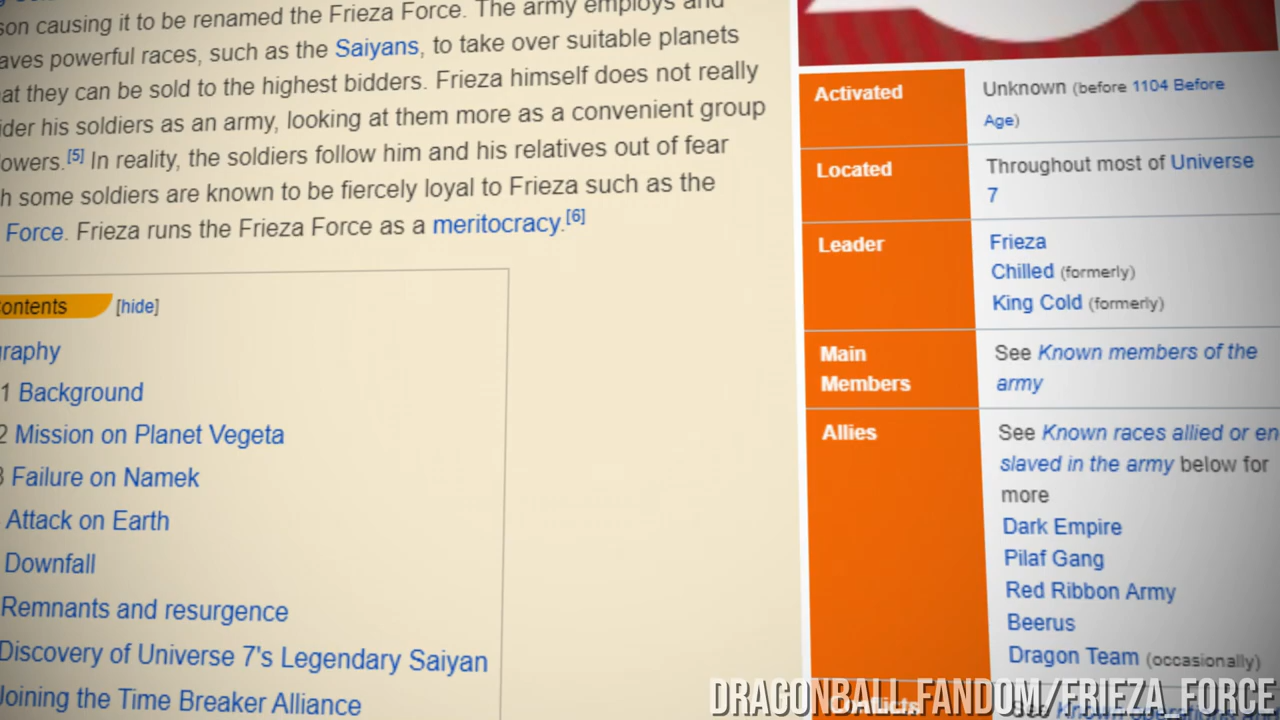 son causing it to be renamed the Frieza Force. The army employs and
aves powerful races, such as the Saiyans, to take over suitable planets
at they can be sold to the highest bidders. Frieza himself does not really
ider his soldiers as an army, looking at them more as a convenient group
lowers.[5] In reality, the soldiers follow him and his relatives out of fear
h some soldiers are known to be fiercely loyal to Frieza such as the
Force. Frieza runs the Frieza Force as a meritocracy.[6]
ontents [hide]
graphy
1 Background
2 Mission on Planet Vegeta
3 Failure on Namek
Attack on Earth
Downfall
Remnants and resurgence
Discovery of Universe 7's Legendary Saiyan
Joining the Time Breaker Alliance
Activated
Unknown (before 1104 Before
Age)
Located
Throughout most of Universe
7
Leader
Frieza
Chilled (formerly)
King Cold (formerly)
Main
Members
See Known members of the
army
Allies
See Known races allied or en
slaved in the army below for
more
Dark Empire
Pilaf Gang
Red Ribbon Army
Beerus
Dragon Team (occasionally)
Conflicts
See Known
DRAGONBALL.FANDOM/FRIEZA_FORCE